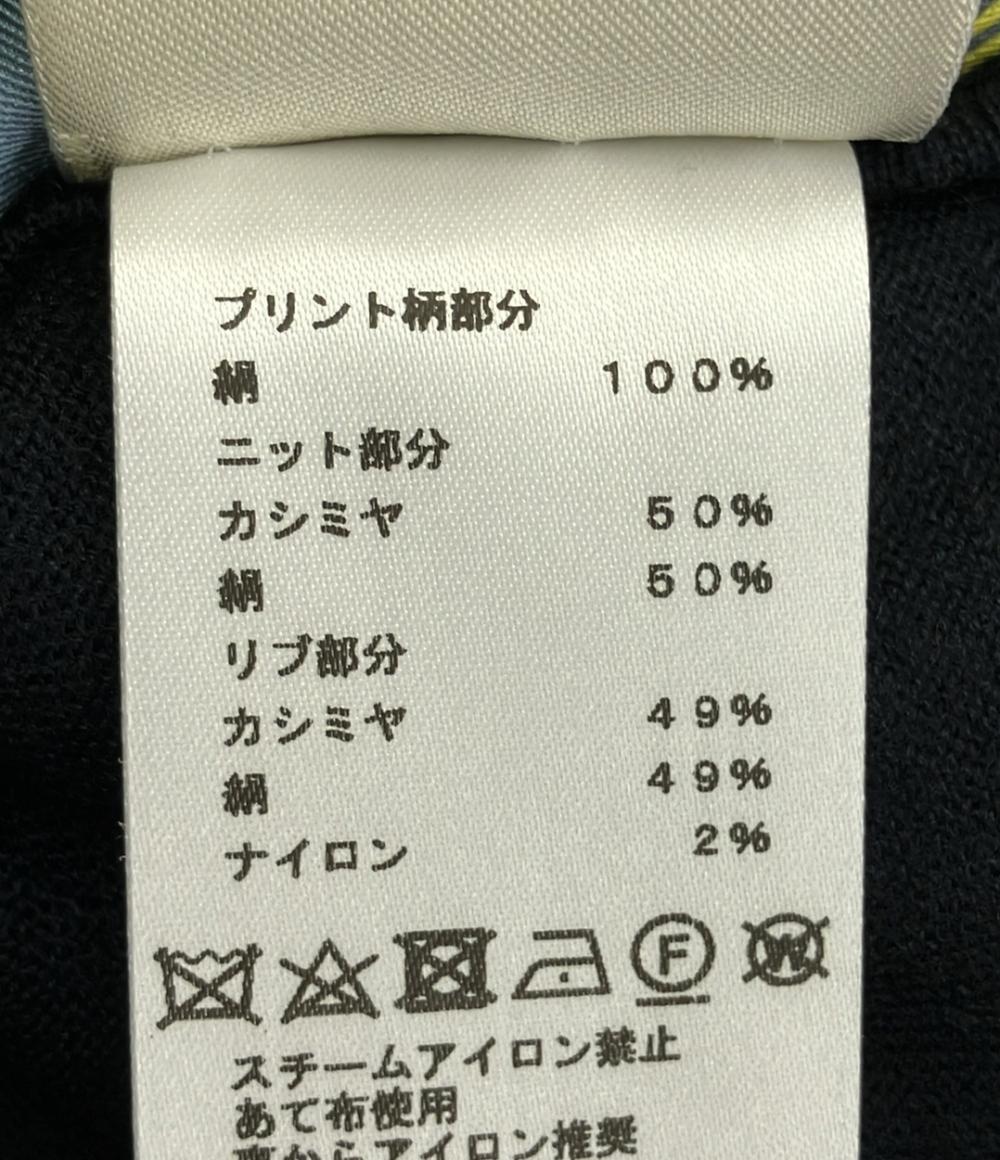 プリント柄部分
絹 100%
ニット部分
カシミヤ 50%
絹 50%
リブ部分
カシミヤ 49%
絹 49%
ナイロン 2%
F W
スチームアイロン禁止
あて布使用
裏からアイロン推奨